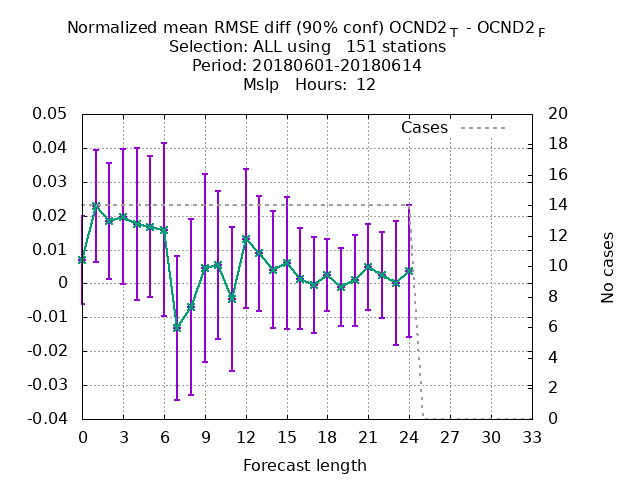 Normalized mean RMSE diff (90% conf) OCND2 T - OCND2 F
Selection: ALL using 151 stations
Period: 20180601-20180614
Mslp Hours: 12
Cases
0.05
0.04
0.03
0.02
0.01
0
-0.01
-0.02
-0.03
-0.04
20
18
16
14
12
10
8
6
4
2
0
No cases
0 3 6 9 12 15 18 21 24 27 30 33
Forecast length